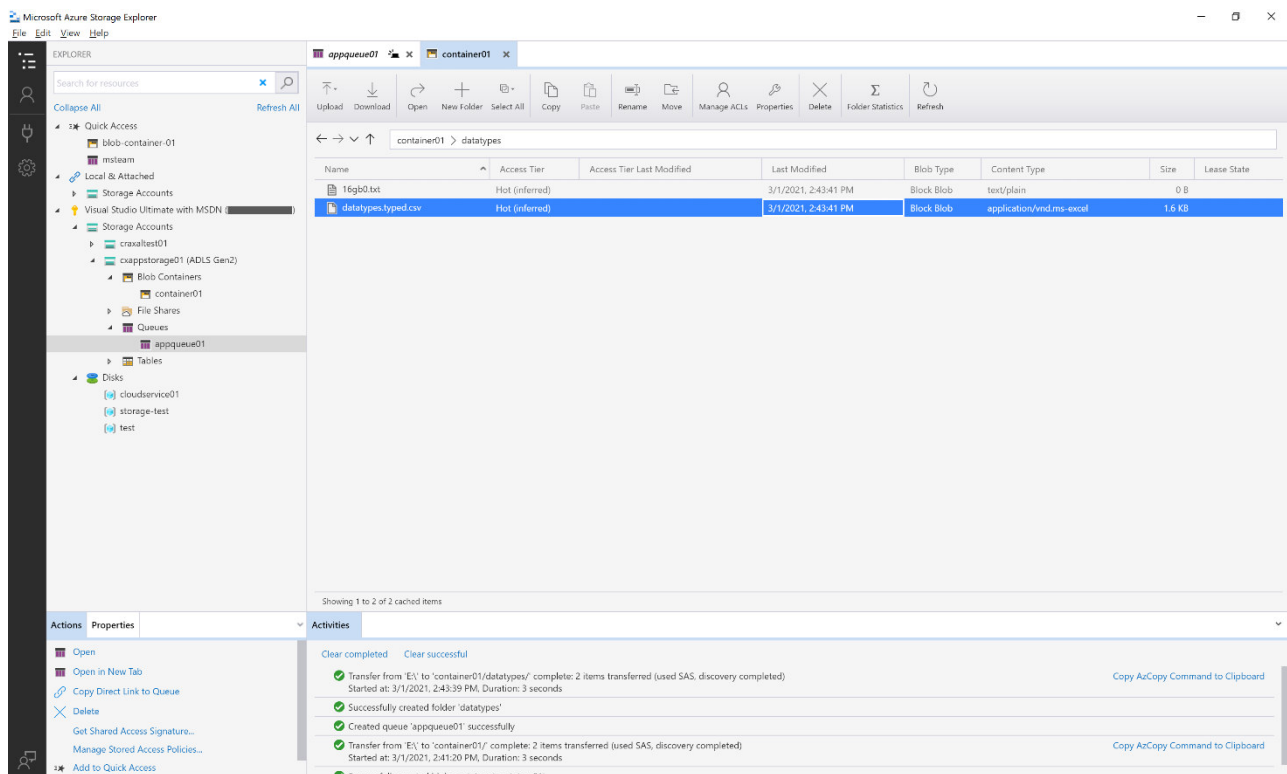 Microsoft Azure Storage Explorer
File Edit View Help
EXPLORER
Search for resources
Collapse All Refresh All
Quick Access
blob-container-01
msteam
Local & Attached
Storage Accounts
Visual Studio Ultimate with MSDN ( )
Storage Accounts
craxaltest01
cxappstorage01 (ADLS Gen2)
Blob Containers
container01
File Shares
Queues
appqueue01
Tables
Disks
cloudservice01
storage-test
test
Actions Properties
Open
Open in New Tab
Copy Direct Link to Queue
Delete
Get Shared Access Signature...
Manage Stored Access Policies...
Add to Quick Access
appqueue01 container01
Upload Download Open New Folder Select All Copy Paste Rename Move Manage ACLs Properties Delete Folder Statistics Refresh
container01 > datatypes
Name Access Tier Access Tier Last Modified Last Modified Blob Type Content Type Size Lease State
16gb0.txt Hot (inferred) 3/1/2021, 2:43:41 PM Block Blob text/plain 0 B
datatypes.typed.csv Hot (inferred) 3/1/2021, 2:43:41 PM Block Blob application/vnd.ms-excel 1.6 KB
Showing 1 to 2 of 2 cached items
Activities
Clear completed Clear successful
Transfer from 'E:\' to 'container01/datatypes/' complete: 2 items transferred (used SAS, discovery completed) Copy AzCopy Command to Clipboard
Started at: 3/1/2021, 2:43:39 PM, Duration: 3 seconds
Successfully created folder 'datatypes'
Created queue 'appqueue01' successfully
Transfer from 'E:\' to 'container01/' complete: 2 items transferred (used SAS, discovery completed) Copy AzCopy Command to Clipboard
Started at: 3/1/2021, 2:41:20 PM, Duration: 3 seconds